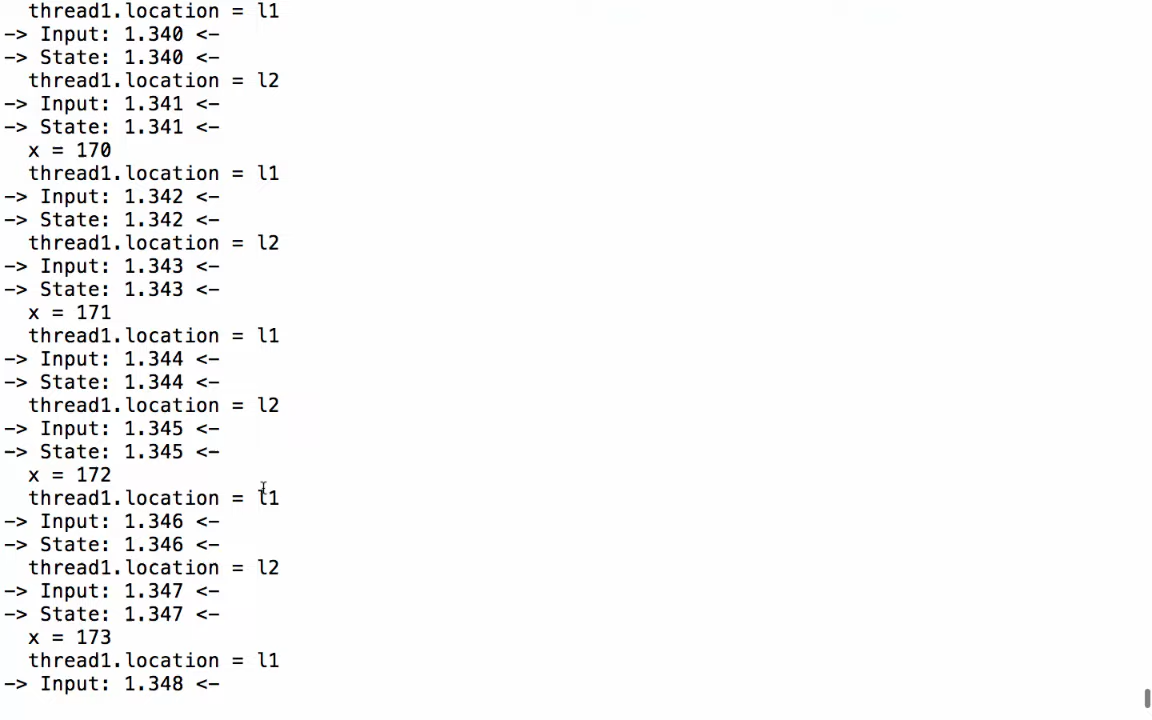 thread1.location = l1
-> Input: 1.340 <-
-> State: 1.340 <-
thread1.location = l2
-> Input: 1.341 <-
-> State: 1.341 <-
x = 170
thread1.location = l1
-> Input: 1.342 <-
-> State: 1.342 <-
thread1.location = l2
-> Input: 1.343 <-
-> State: 1.343 <-
x = 171
thread1.location = l1
-> Input: 1.344 <-
-> State: 1.344 <-
thread1.location = l2
-> Input: 1.345 <-
-> State: 1.345 <-
x = 172
thread1.location = l1
-> Input: 1.346 <-
-> State: 1.346 <-
thread1.location = l2
-> Input: 1.347 <-
-> State: 1.347 <-
x = 173
thread1.location = l1
-> Input: 1.348 <-